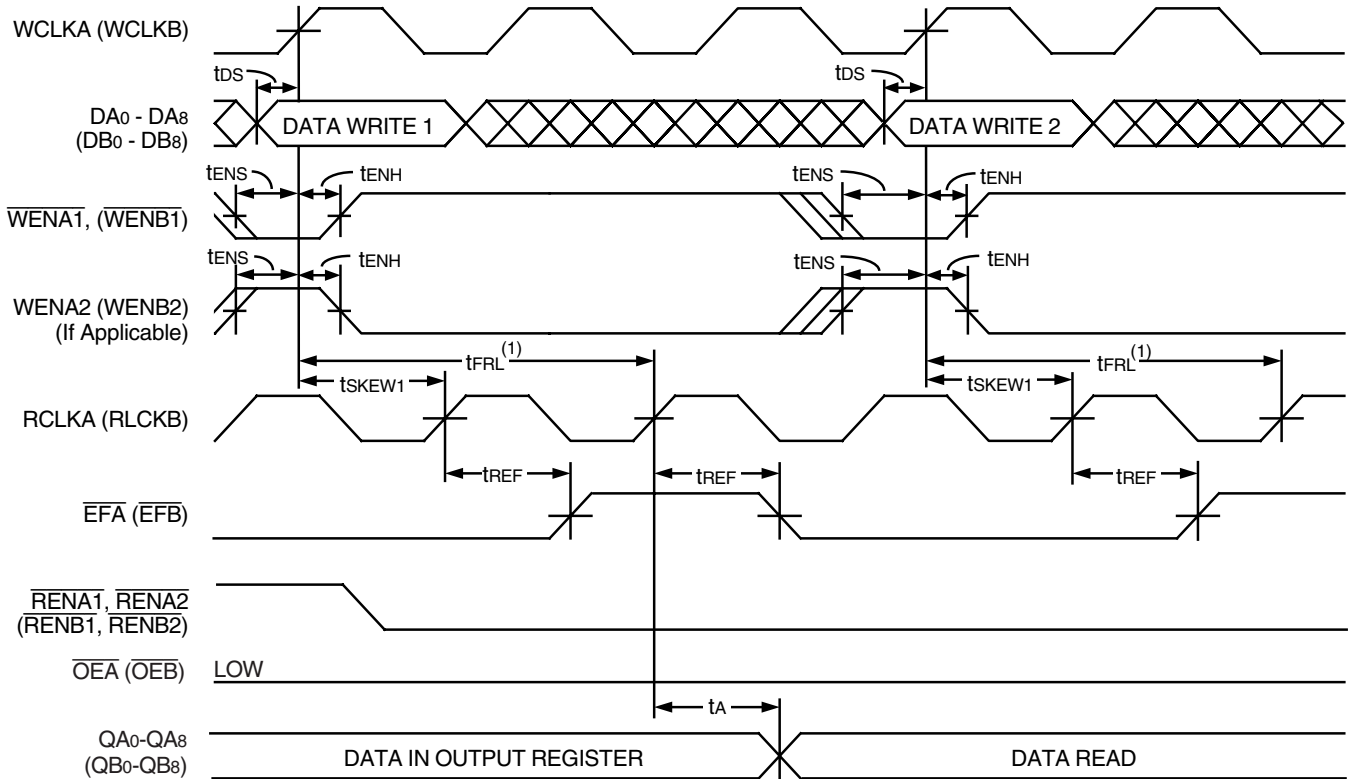 WCLKA (WCLKB)
tDS
tDS
DA0 - DA8
(DB0 - DB8)
DATA WRITE 1
DATA WRITE 2
tENS
tENH
tENS
tENH
WENA1, (WENB1)
tENS
tENH
tENS
tENH
WENA2 (WENB2)
(If Applicable)
tFRL(1)
tFRL(1)
tSKEW1
tSKEW1
RCLKA (RLCKB)
tREF
tREF
tREF
EFA (EFB)
RENA1, RENA2
(RENB1, RENB2)
OEA (OEB)
LOW
tA
QA0-QA8
(QB0-QB8)
DATA IN OUTPUT REGISTER
DATA READ